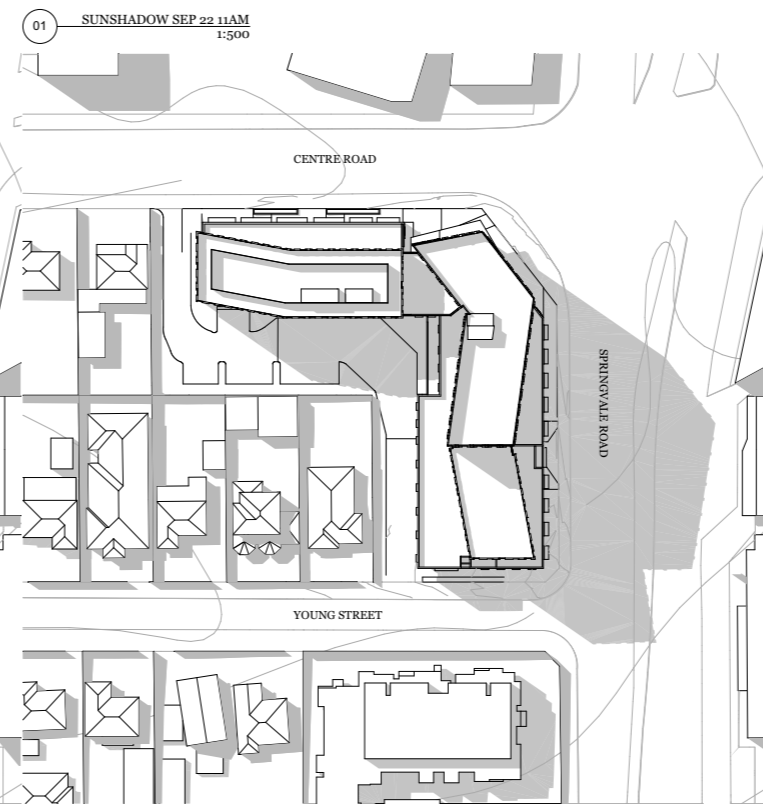 01
SUNSHADOW SEP 22 11AM
1:500
CENTRE ROAD
SPRINGVALE ROAD
YOUNG STREET